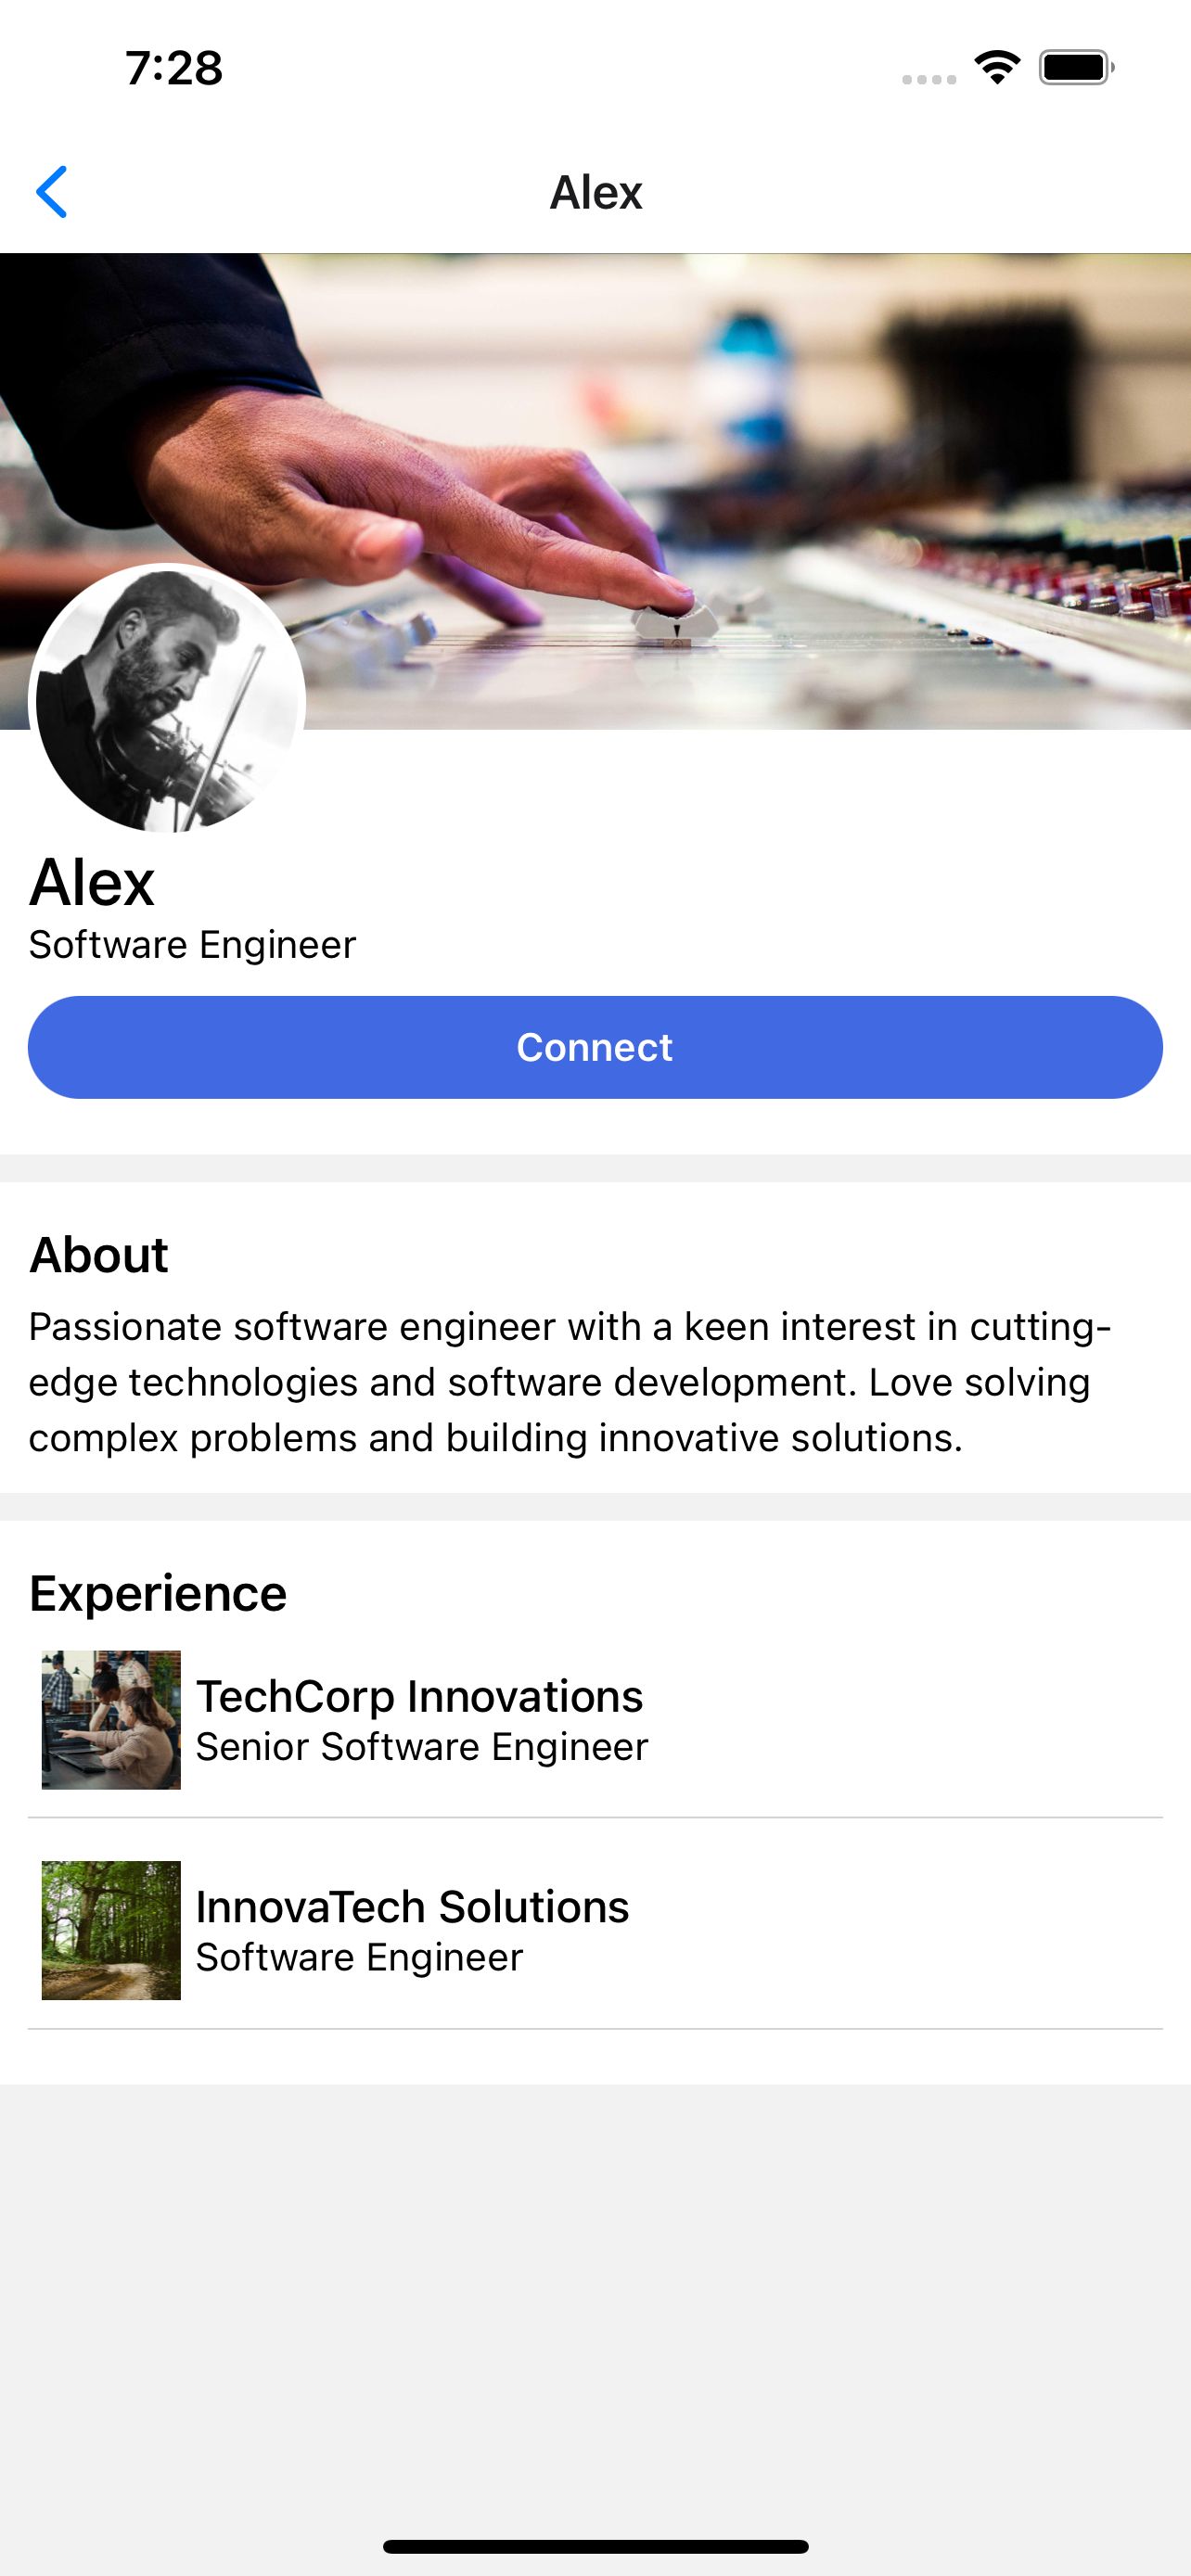 7:28
Alex
Alex
Software Engineer
Connect
About
Passionate software engineer with a keen interest in cutting-
edge technologies and software development. Love solving
complex problems and building innovative solutions.
Experience
TechCorp Innovations
Senior Software Engineer
InnovaTech Solutions
Software Engineer